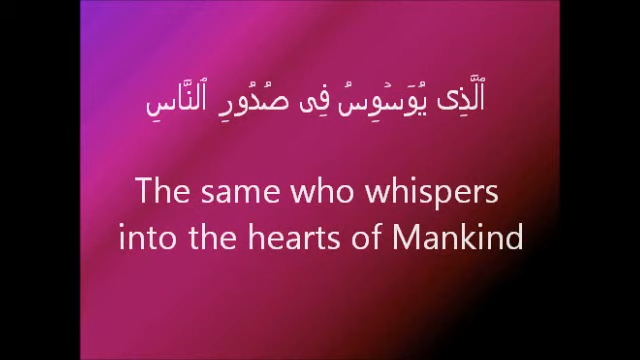 ٱلَّذِى يُوَسْوِسُ فِى صُدُورِ ٱلنَّاسِ
The same who whispers
into the hearts of Mankind